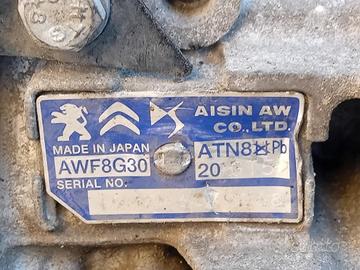 AISIN AW
CO.,LTD.
MADE IN JAPAN
AWF8G30
ATN8
20
SERIAL NO.